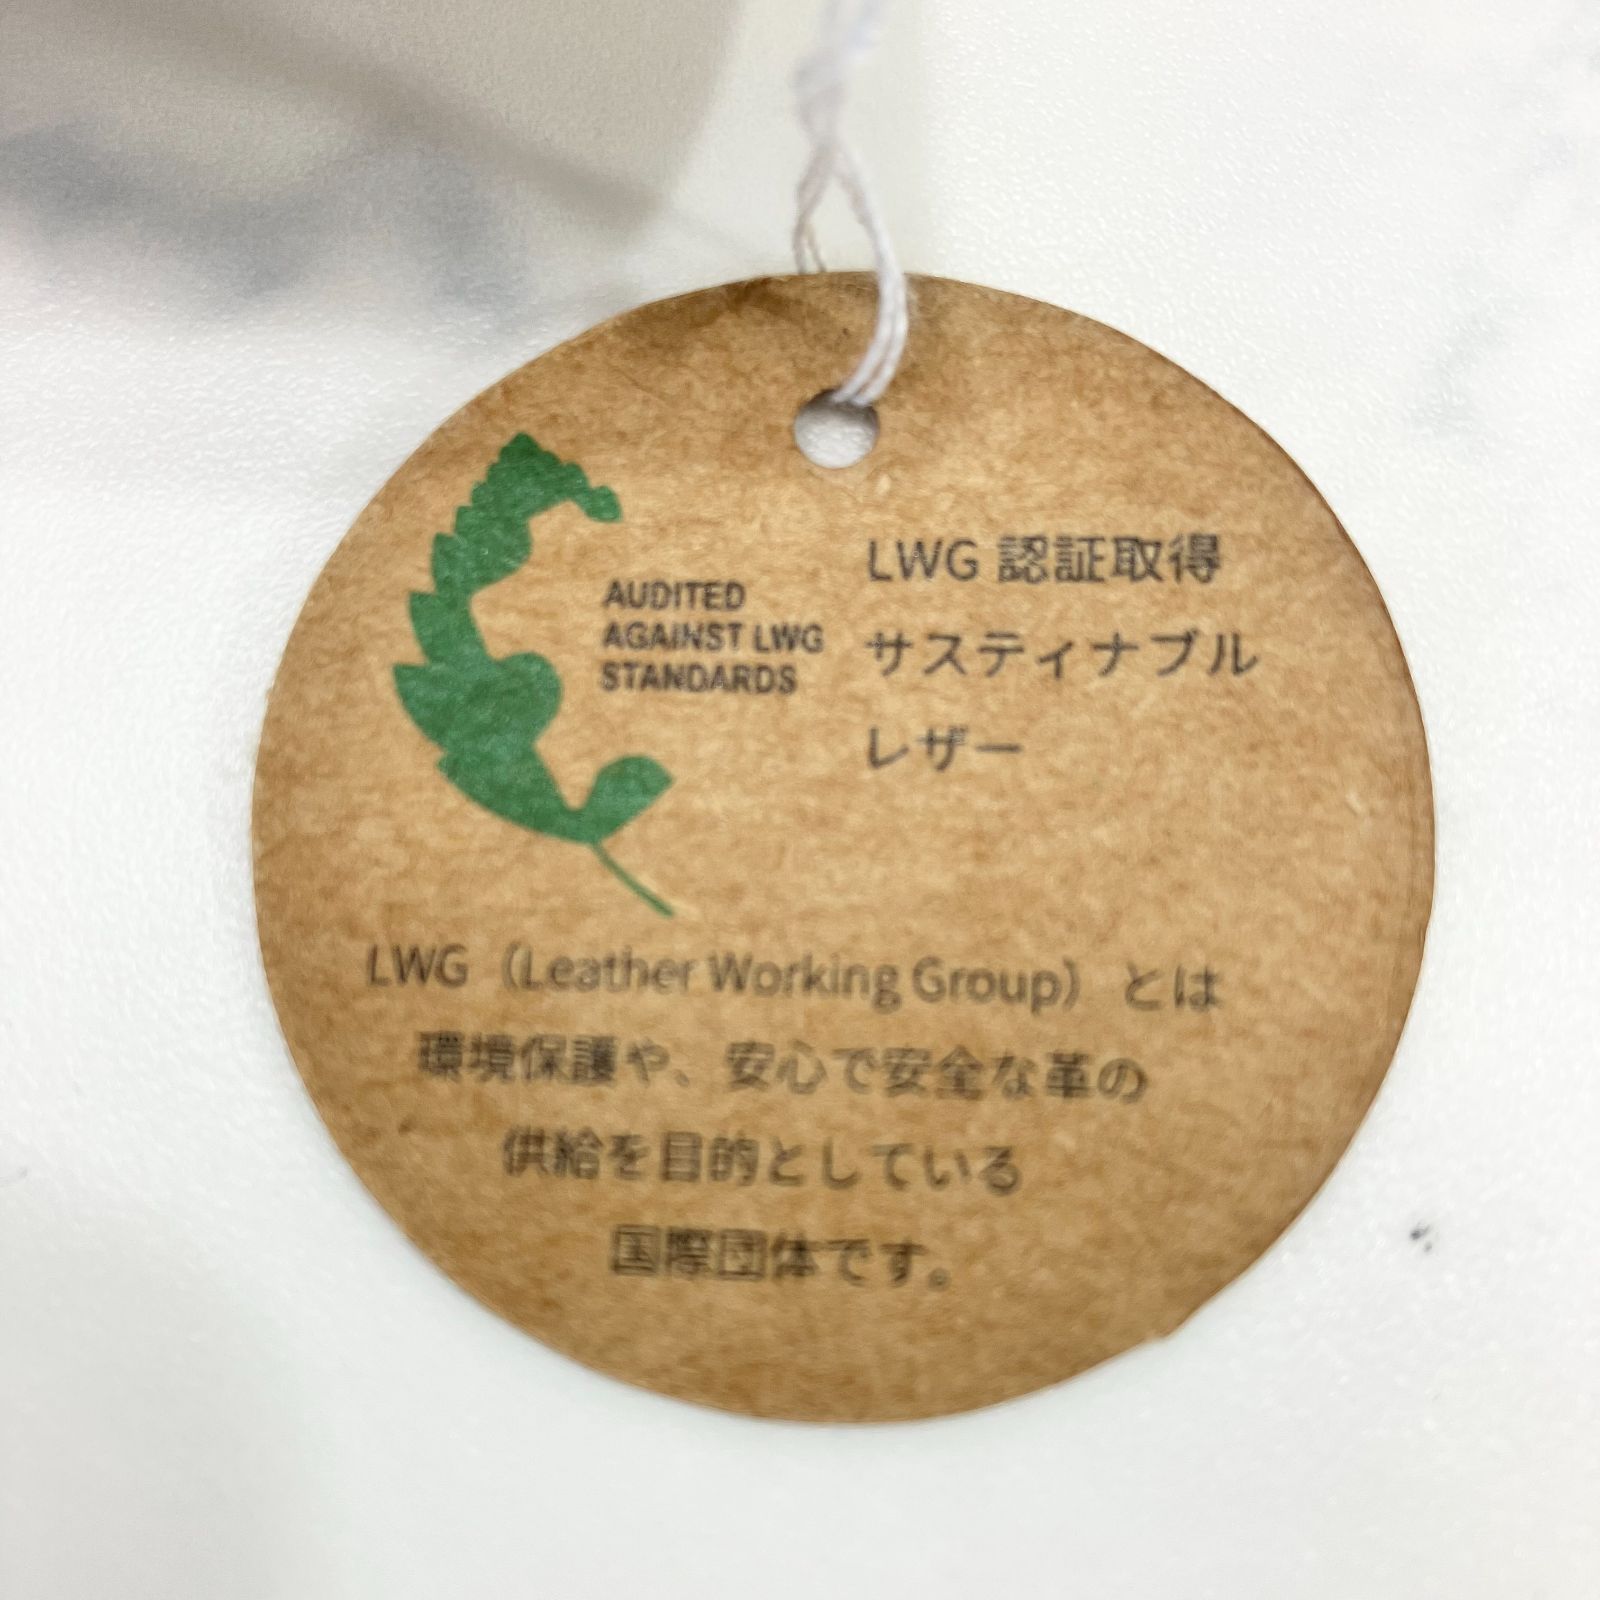 AUDITED
AGAINST LWG
STANDARDS
LWG 認証取得
サスティナブル
レザー
LWG（Leather Working Group）とは
環境保護や、安心で安全な革の
供給を目的としている
国際団体です。